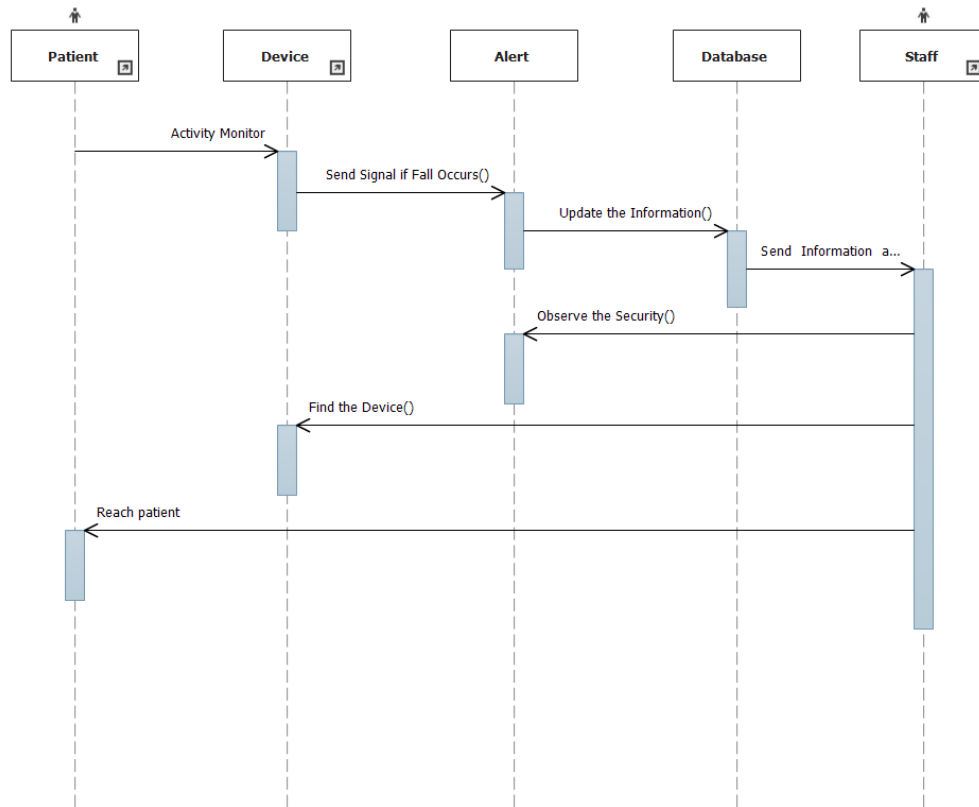 Patient
Device
Alert
Database
Staff
Activity Monitor
Send Signal if Fall Occurs()
Update the Information()
Send Information a...
Observe the Security()
Find the Device()
Reach patient